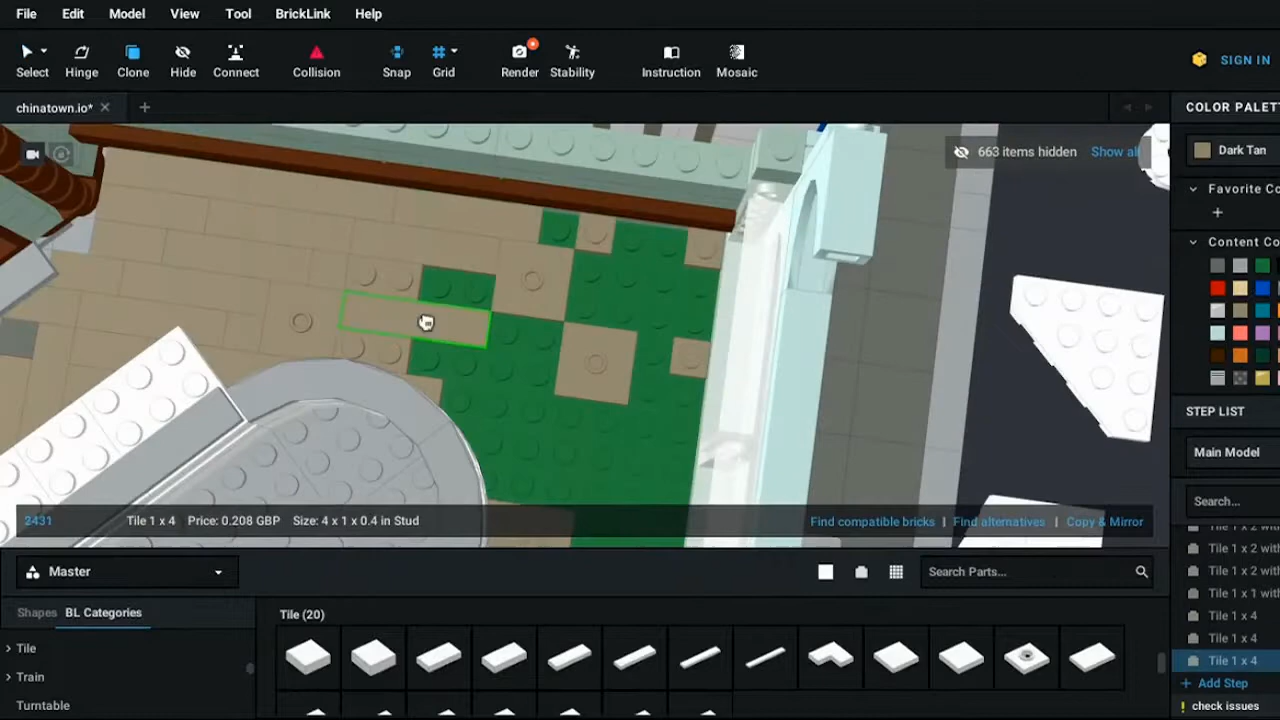 File Edit Model View Tool BrickLink Help
Select Hinge Clone Hide Connect Collision Snap Grid Render Stability Instruction Mosaic SIGN IN
chinatown.io*
663 items hidden Show all
2431 Tile 1 x 4 Price: 0.208 GBP Size: 4 x 1 x 0.4 in Stud
Find compatible bricks | Find alternatives | Copy & Mirror
Master
Search Parts...
Shapes BL Categories
Tile
Train
Turntable
Tile (20)
COLOR PALET
Dark Tan
Favorite Co
Content Co
STEP LIST
Main Model
Search...
Tile 1 x 2 wit
Tile 1 x 2 with
Tile 1 x 2 with
Tile 1 x 1 with
Tile 1 x 4
Tile 1 x 4
Tile 1 x 4
+ Add Step
check issues